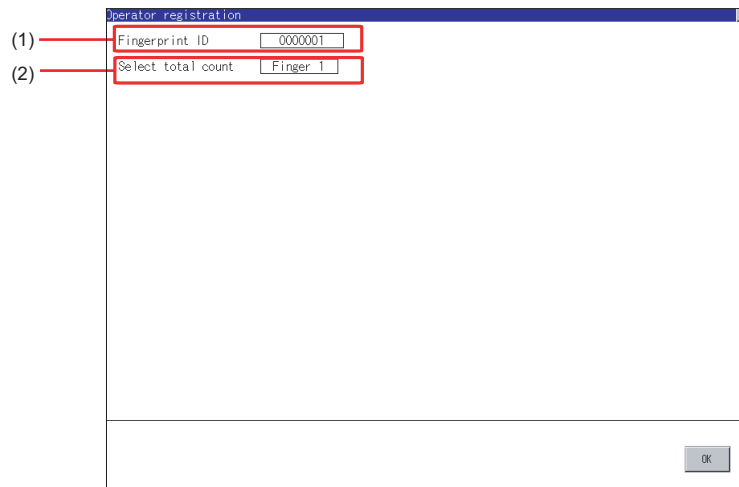 Operator registration
(1)
Fingerprint ID 0000001
(2)
Select total count Finger 1
OK